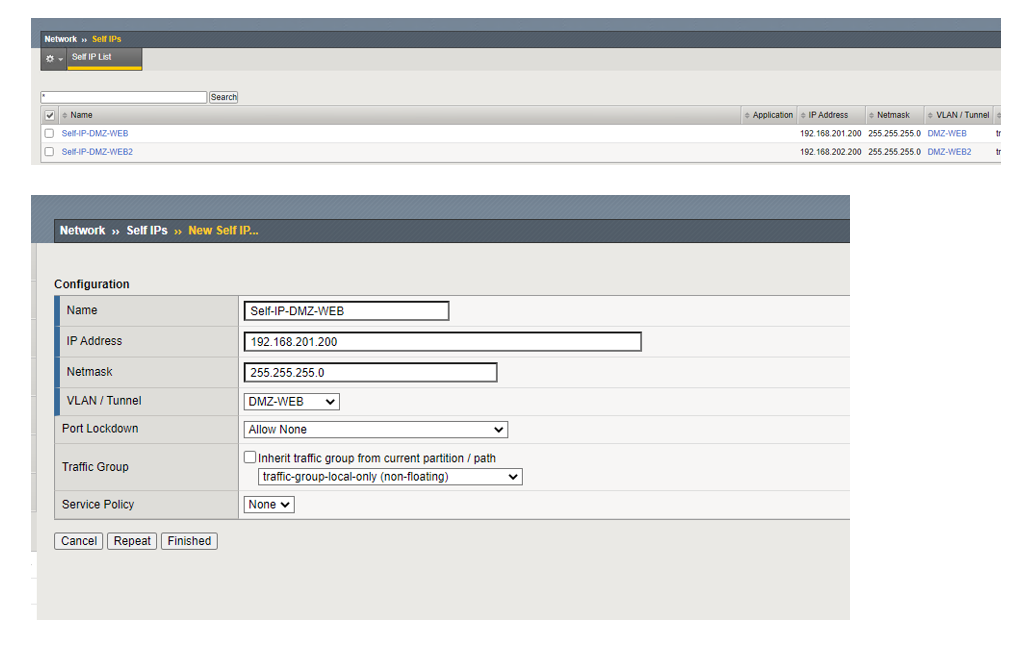 Network ›› Self IPs
Self IP List
* Search
Name Application IP Address Netmask VLAN / Tunnel
Self-IP-DMZ-WEB 192.168.201.200 255.255.255.0 DMZ-WEB tr
Self-IP-DMZ-WEB2 192.168.202.200 255.255.255.0 DMZ-WEB2 tr
Network ›› Self IPs ›› New Self IP...
Configuration
Name Self-IP-DMZ-WEB
IP Address 192.168.201.200
Netmask 255.255.255.0
VLAN / Tunnel DMZ-WEB
Port Lockdown Allow None
Inherit traffic group from current partition / path
Traffic Group
traffic-group-local-only (non-floating)
Service Policy None
Cancel Repeat Finished